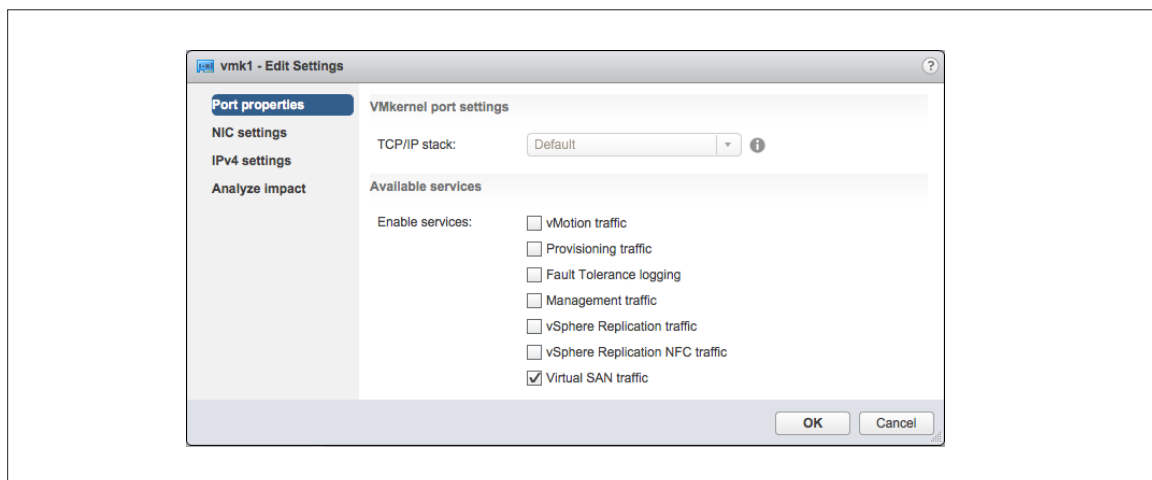 vmk1 - Edit Settings
?
Port properties
NIC settings
IPv4 settings
Analyze impact
VMkernel port settings
TCP/IP stack:
Default
Available services
Enable services:
vMotion traffic
Provisioning traffic
Fault Tolerance logging
Management traffic
vSphere Replication traffic
vSphere Replication NFC traffic
Virtual SAN traffic
OK
Cancel